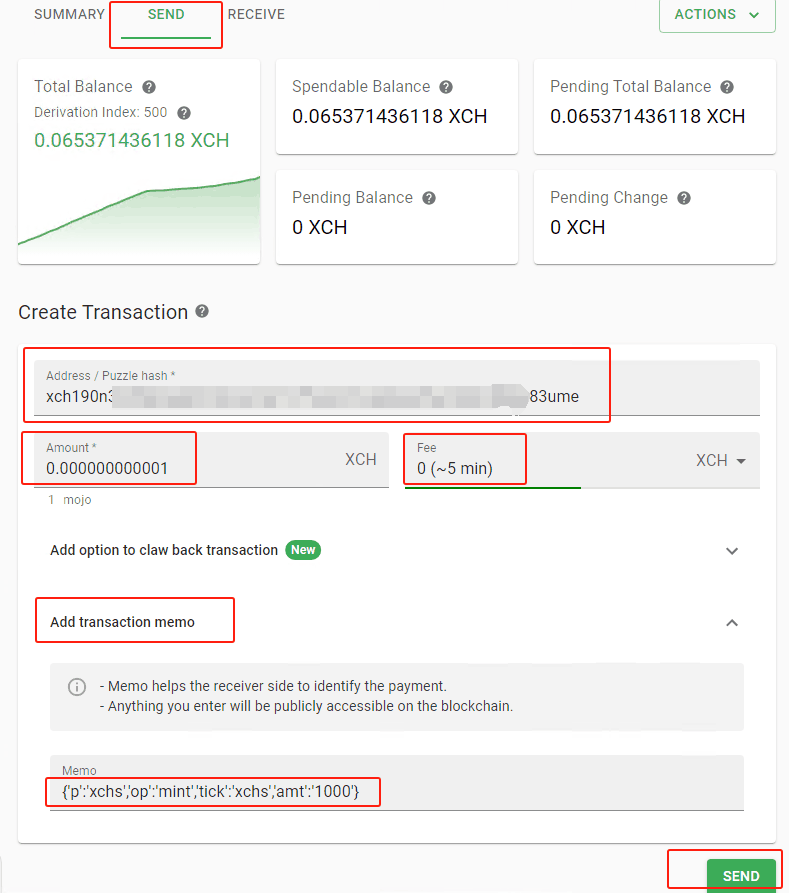 SUMMARY SEND RECEIVE ACTIONS
Total Balance
Derivation Index: 500
0.065371436118 XCH
Spendable Balance
0.065371436118 XCH
Pending Total Balance
0.065371436118 XCH
Pending Balance
0 XCH
Pending Change
0 XCH
Create Transaction
Address / Puzzle hash *
xch190n 83ume
Amount *
0.000000000001 XCH
1 mojo
Fee
0 (~5 min) XCH
Add option to claw back transaction New
Add transaction memo
- Memo helps the receiver side to identify the payment.
- Anything you enter will be publicly accessible on the blockchain.
Memo
{'p':'xchs','op':'mint','tick':'xchs','amt':'1000'}
SEND